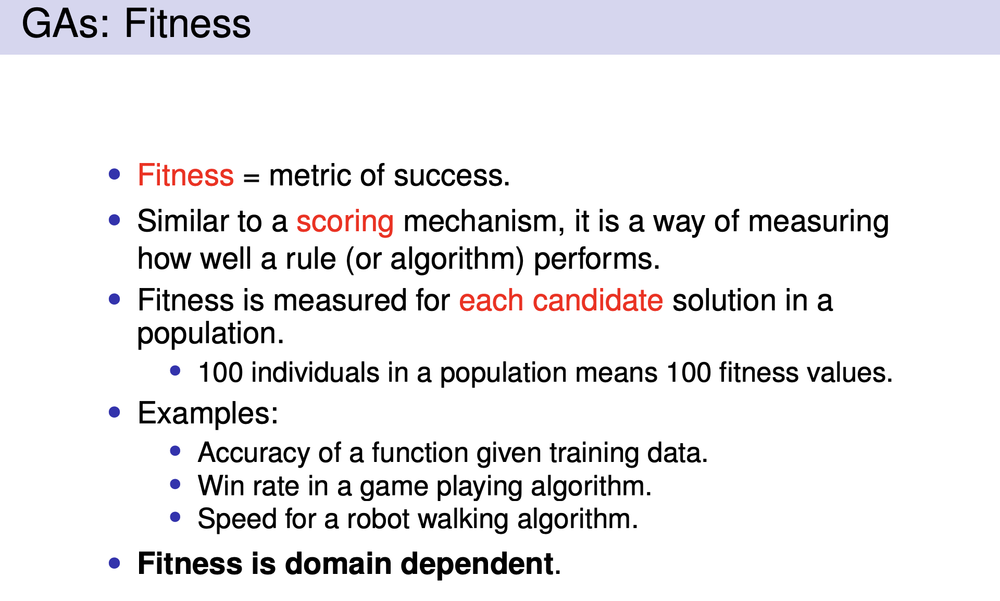 GAs: Fitness
Fitness = metric of success.
Similar to a scoring mechanism, it is a way of measuring
how well a rule (or algorithm) performs.
Fitness is measured for each candidate solution in a
population.
100 individuals in a population means 100 fitness values.
Examples:
Accuracy of a function given training data.
Win rate in a game playing algorithm.
Speed for a robot walking algorithm.
Fitness is domain dependent.